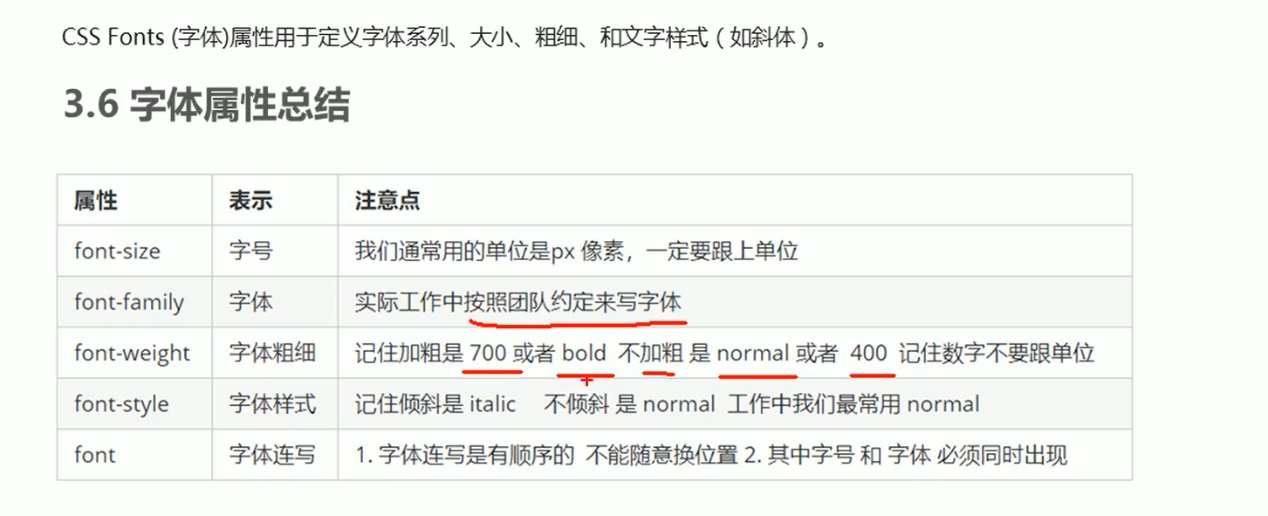 CSS Fonts (字体)属性用于定义字体系列、大小、粗细、和文字样式(如斜体)。
3.6 字体属性总结
属性 表示 注意点
font-size 字号 我们通常用的单位是px 像素，一定要跟上单位
font-family 字体 实际工作中按照团队约定来写字体
font-weight 字体粗细 记住加粗是 700 或者 bold 不加粗 是 normal 或者 400 记住数字不要跟单位
font-style 字体样式 记住倾斜是 italic 不倾斜 是 normal 工作中我们最常用 normal
font 字体连写 1. 字体连写是有顺序的 不能随意换位置 2. 其中字号 和 字体 必须同时出现